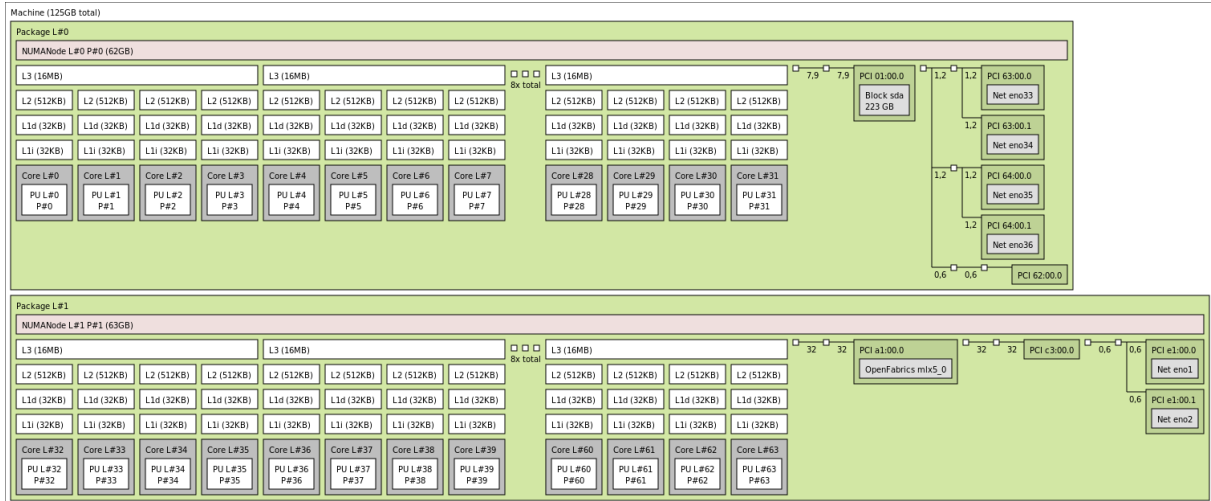 Machine (125GB total)
Package L#0
NUMANode L#0 P#0 (62GB)
L3 (16MB) L3 (16MB) 8x total L3 (16MB) 7,9 7,9 PCI 01:00.0 1,2 1,2 PCI 63:00.0
Block sda Net eno33
223 GB
L2 (512KB) L2 (512KB) L2 (512KB) L2 (512KB) L2 (512KB) L2 (512KB) L2 (512KB) L2 (512KB) L2 (512KB) L2 (512KB) L2 (512KB) L2 (512KB)
L1d (32KB) L1d (32KB) L1d (32KB) L1d (32KB) L1d (32KB) L1d (32KB) L1d (32KB) L1d (32KB) L1d (32KB) L1d (32KB) L1d (32KB) L1d (32KB) 1,2 PCI 63:00.1
L1i (32KB) L1i (32KB) L1i (32KB) L1i (32KB) L1i (32KB) L1i (32KB) L1i (32KB) L1i (32KB) L1i (32KB) L1i (32KB) L1i (32KB) L1i (32KB) Net eno34
Core L#0 Core L#1 Core L#2 Core L#3 Core L#4 Core L#5 Core L#6 Core L#7 Core L#28 Core L#29 Core L#30 Core L#31 1,2 1,2 PCI 64:00.0
PU L#0 PU L#1 PU L#2 PU L#3 PU L#4 PU L#5 PU L#6 PU L#7 PU L#28 PU L#29 PU L#30 PU L#31 Net eno35
P#0 P#1 P#2 P#3 P#4 P#5 P#6 P#7 P#28 P#29 P#30 P#31
1,2 PCI 64:00.1
Net eno36
0,6 0,6 PCI 62:00.0
Package L#1
NUMANode L#1 P#1 (63GB)
L3 (16MB) L3 (16MB) 8x total L3 (16MB) 32 32 PCI a1:00.0 32 32 PCI c3:00.0 0,6 0,6 PCI e1:00.0
OpenFabrics mlx5_0 Net eno1
L2 (512KB) L2 (512KB) L2 (512KB) L2 (512KB) L2 (512KB) L2 (512KB) L2 (512KB) L2 (512KB) L2 (512KB) L2 (512KB) L2 (512KB) L2 (512KB)
L1d (32KB) L1d (32KB) L1d (32KB) L1d (32KB) L1d (32KB) L1d (32KB) L1d (32KB) L1d (32KB) L1d (32KB) L1d (32KB) L1d (32KB) L1d (32KB) 0,6 PCI e1:00.1
L1i (32KB) L1i (32KB) L1i (32KB) L1i (32KB) L1i (32KB) L1i (32KB) L1i (32KB) L1i (32KB) L1i (32KB) L1i (32KB) L1i (32KB) L1i (32KB) Net eno2
Core L#32 Core L#33 Core L#34 Core L#35 Core L#36 Core L#37 Core L#38 Core L#39 Core L#60 Core L#61 Core L#62 Core L#63
PU L#32 PU L#33 PU L#34 PU L#35 PU L#36 PU L#37 PU L#38 PU L#39 PU L#60 PU L#61 PU L#62 PU L#63
P#32 P#33 P#34 P#35 P#36 P#37 P#38 P#39 P#60 P#61 P#62 P#63